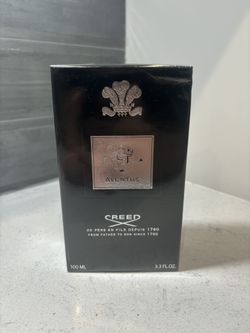 AVENTUS
CREED
DE PÈRE EN FILS DEPUIS 1760
FROM FATHER TO SON SINCE 1760
100 ML 3.3 FL.OZ.